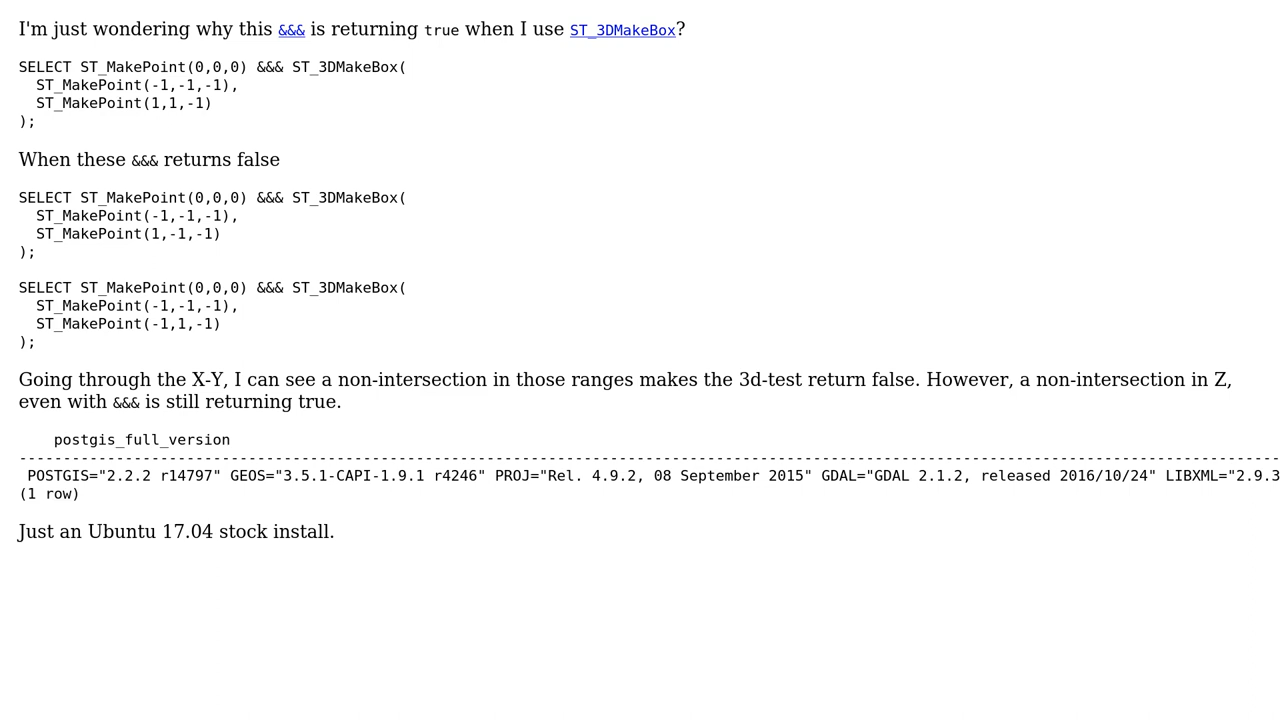 I'm just wondering why this &&& is returning true when I use ST_3DMakeBox?
SELECT ST_MakePoint(0,0,0) &&& ST_3DMakeBox(
  ST_MakePoint(-1,-1,-1),
  ST_MakePoint(1,1,-1)
);
When these &&& returns false
SELECT ST_MakePoint(0,0,0) &&& ST_3DMakeBox(
  ST_MakePoint(-1,-1,-1),
  ST_MakePoint(1,-1,-1)
);
SELECT ST_MakePoint(0,0,0) &&& ST_3DMakeBox(
  ST_MakePoint(-1,-1,-1),
  ST_MakePoint(-1,1,-1)
);
Going through the X-Y, I can see a non-intersection in those ranges makes the 3d-test return false. However, a non-intersection in Z,
even with &&& is still returning true.
    postgis_full_version
-----------------------------------------------------------------------------------------------------------------------------------------------
 POSTGIS="2.2.2 r14797" GEOS="3.5.1-CAPI-1.9.1 r4246" PROJ="Rel. 4.9.2, 08 September 2015" GDAL="GDAL 2.1.2, released 2016/10/24" LIBXML="2.9.3
(1 row)
Just an Ubuntu 17.04 stock install.